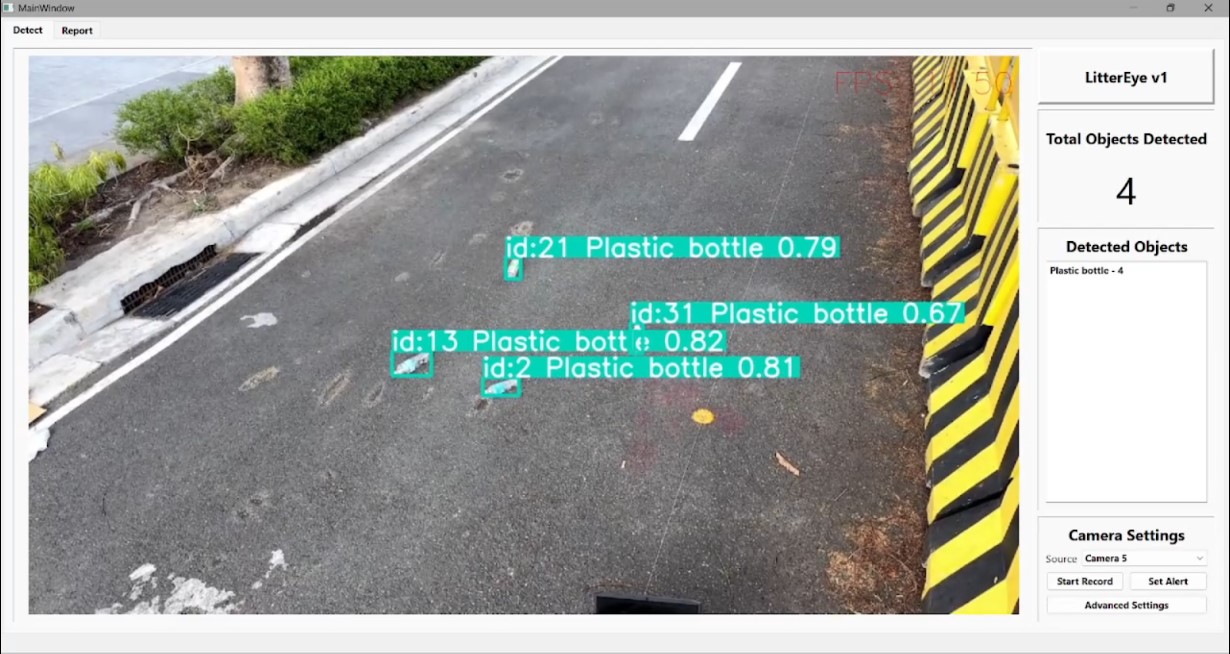 MainWindow
Detect
Report
LitterEye v1
Total Objects Detected
4
Detected Objects
Plastic bottle - 4
id:21 Plastic bottle 0.79
id:31 Plastic bottle 0.67
id:13 Plastic bottle 0.82
id:2 Plastic bottle 0.81
Camera Settings
Source Camera 5
Start Record
Set Alert
Advanced Settings